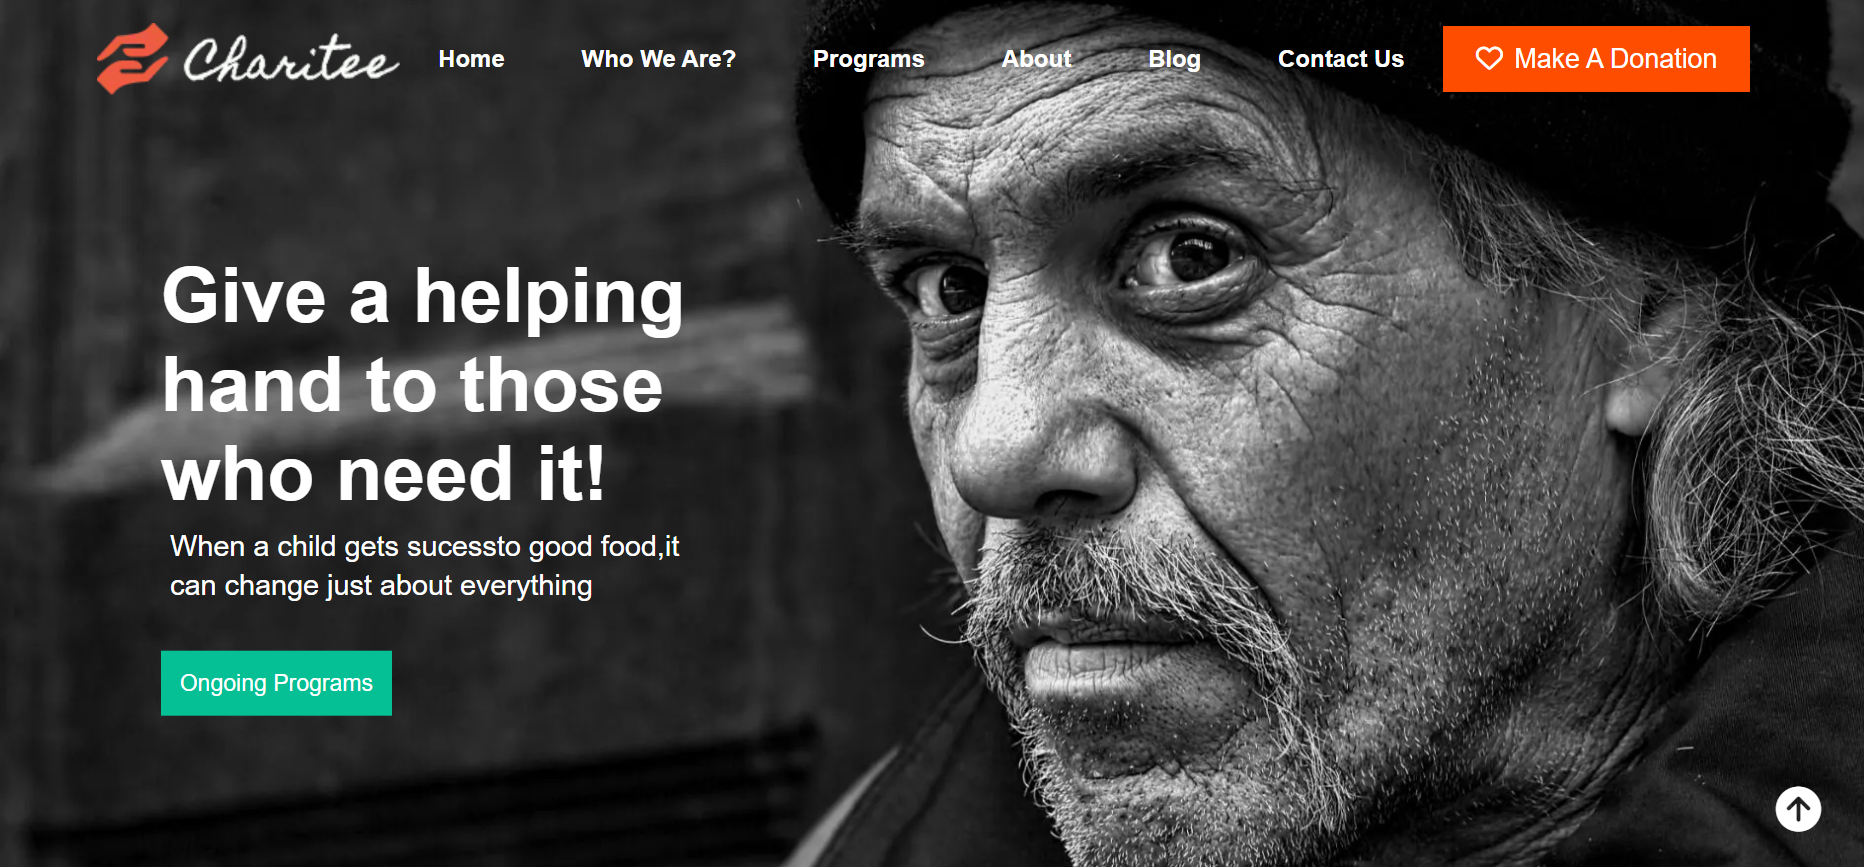 Charitee
Home
Who We Are?
Programs
About
Blog
Contact Us
Make A Donation
Give a helping
hand to those
who need it!
When a child gets sucessto good food,it
can change just about everything
Ongoing Programs